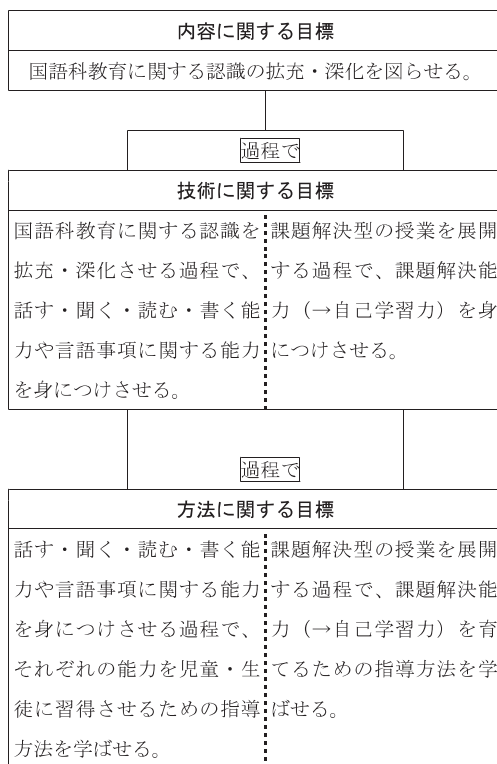 内容に関する目標
国語科教育に関する認識の拡充・深化を図らせる。
過程で
技術に関する目標
国語科教育に関する認識を
拡充・深化させる過程で、
話す・聞く・読む・書く能
力や言語事項に関する能力
を身につけさせる。
課題解決型の授業を展開
する過程で、課題解決能
力（→自己学習力）を身
につけさせる。
過程で
方法に関する目標
話す・聞く・読む・書く能
力や言語事項に関する能力
を身につけさせる過程で、
それぞれの能力を児童・生
徒に習得させるための指導
方法を学ばせる。
課題解決型の授業を展開
する過程で、課題解決能
力（→自己学習力）を育
てるための指導方法を学
ばせる。